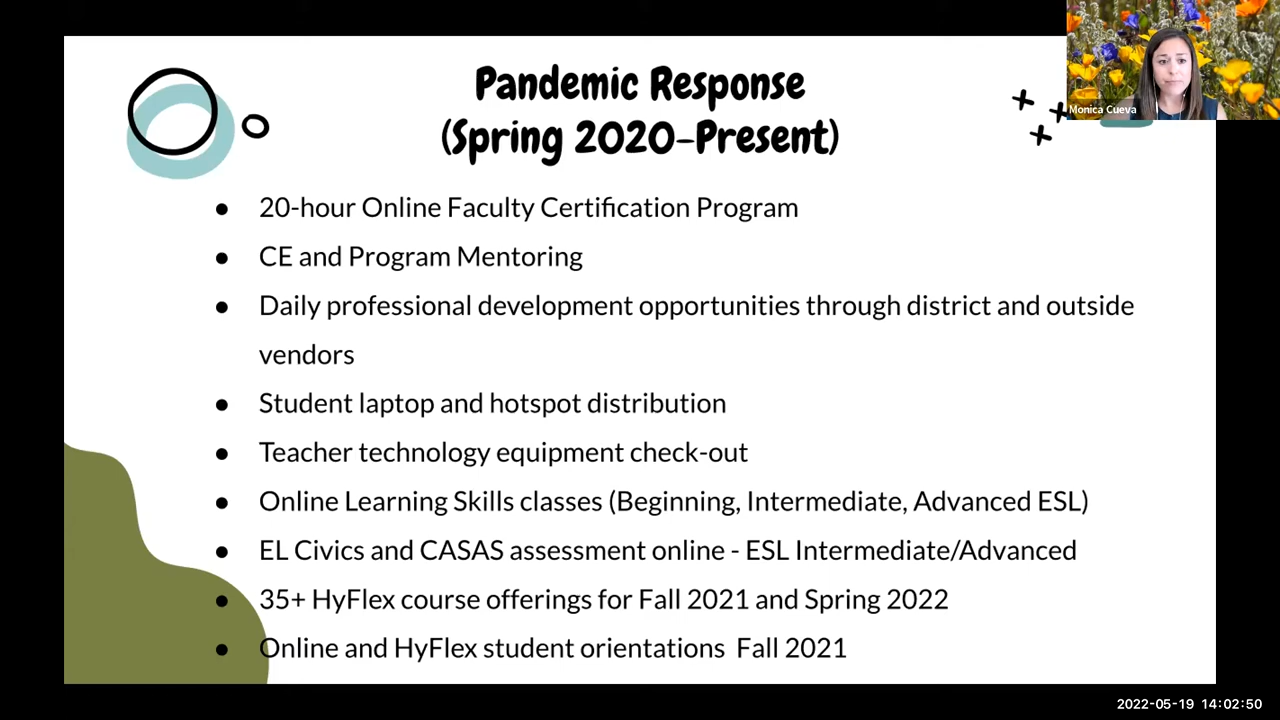 Pandemic Response
(Spring 2020-Present)
Monica Cueva
● 20-hour Online Faculty Certification Program
● CE and Program Mentoring
● Daily professional development opportunities through district and outside
vendors
● Student laptop and hotspot distribution
● Teacher technology equipment check-out
● Online Learning Skills classes (Beginning, Intermediate, Advanced ESL)
● EL Civics and CASAS assessment online - ESL Intermediate/Advanced
● 35+ HyFlex course offerings for Fall 2021 and Spring 2022
● Online and HyFlex student orientations  Fall 2021
2022-05-19 14:02:50